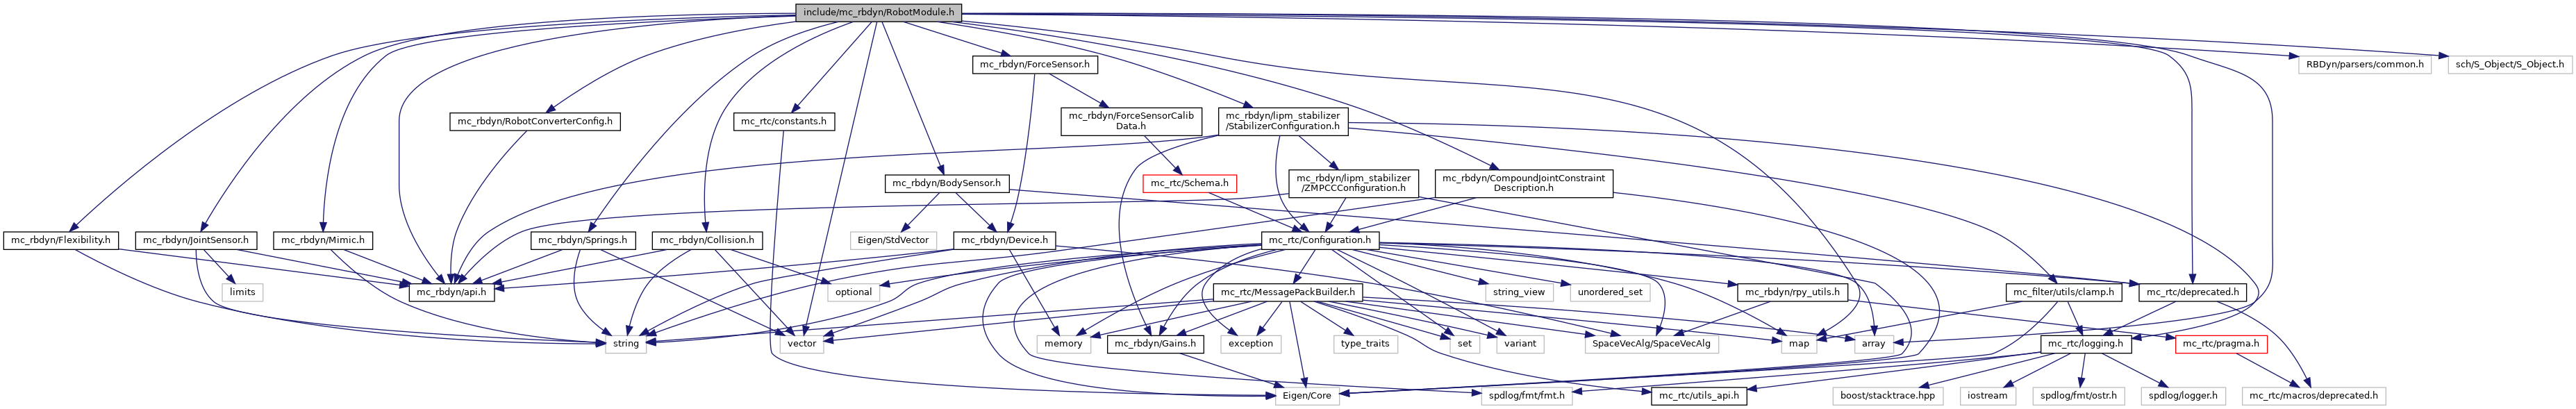 include/mc_rbdyn/RobotModule.h
mc_rbdyn/ForceSensor.h
RBDyn/parsers/common.h
sch/S_Object/S_Object.h
mc_rbdyn/RobotConverterConfig.h
mc_rtc/constants.h
mc_rbdyn/ForceSensorCalib
Data.h
mc_rbdyn/lipm_stabilizer
/StabilizerConfiguration.h
mc_rbdyn/BodySensor.h
mc_rtc/Schema.h
mc_rbdyn/lipm_stabilizer
/ZMPCCConfiguration.h
mc_rbdyn/CompoundJointConstraint
Description.h
mc_rbdyn/Flexibility.h
mc_rbdyn/JointSensor.h
mc_rbdyn/Mimic.h
mc_rbdyn/Springs.h
mc_rbdyn/Collision.h
Eigen/StdVector
mc_rbdyn/Device.h
mc_rtc/Configuration.h
limits
mc_rbdyn/api.h
optional
mc_rtc/MessagePackBuilder.h
string_view
unordered_set
mc_rbdyn/rpy_utils.h
mc_filter/utils/clamp.h
mc_rtc/deprecated.h
string
vector
memory
mc_rbdyn/Gains.h
exception
type_traits
set
variant
SpaceVecAlg/SpaceVecAlg
map
array
mc_rtc/logging.h
mc_rtc/pragma.h
Eigen/Core
spdlog/fmt/fmt.h
mc_rtc/utils_api.h
boost/stacktrace.hpp
iostream
spdlog/fmt/ostr.h
spdlog/logger.h
mc_rtc/macros/deprecated.h